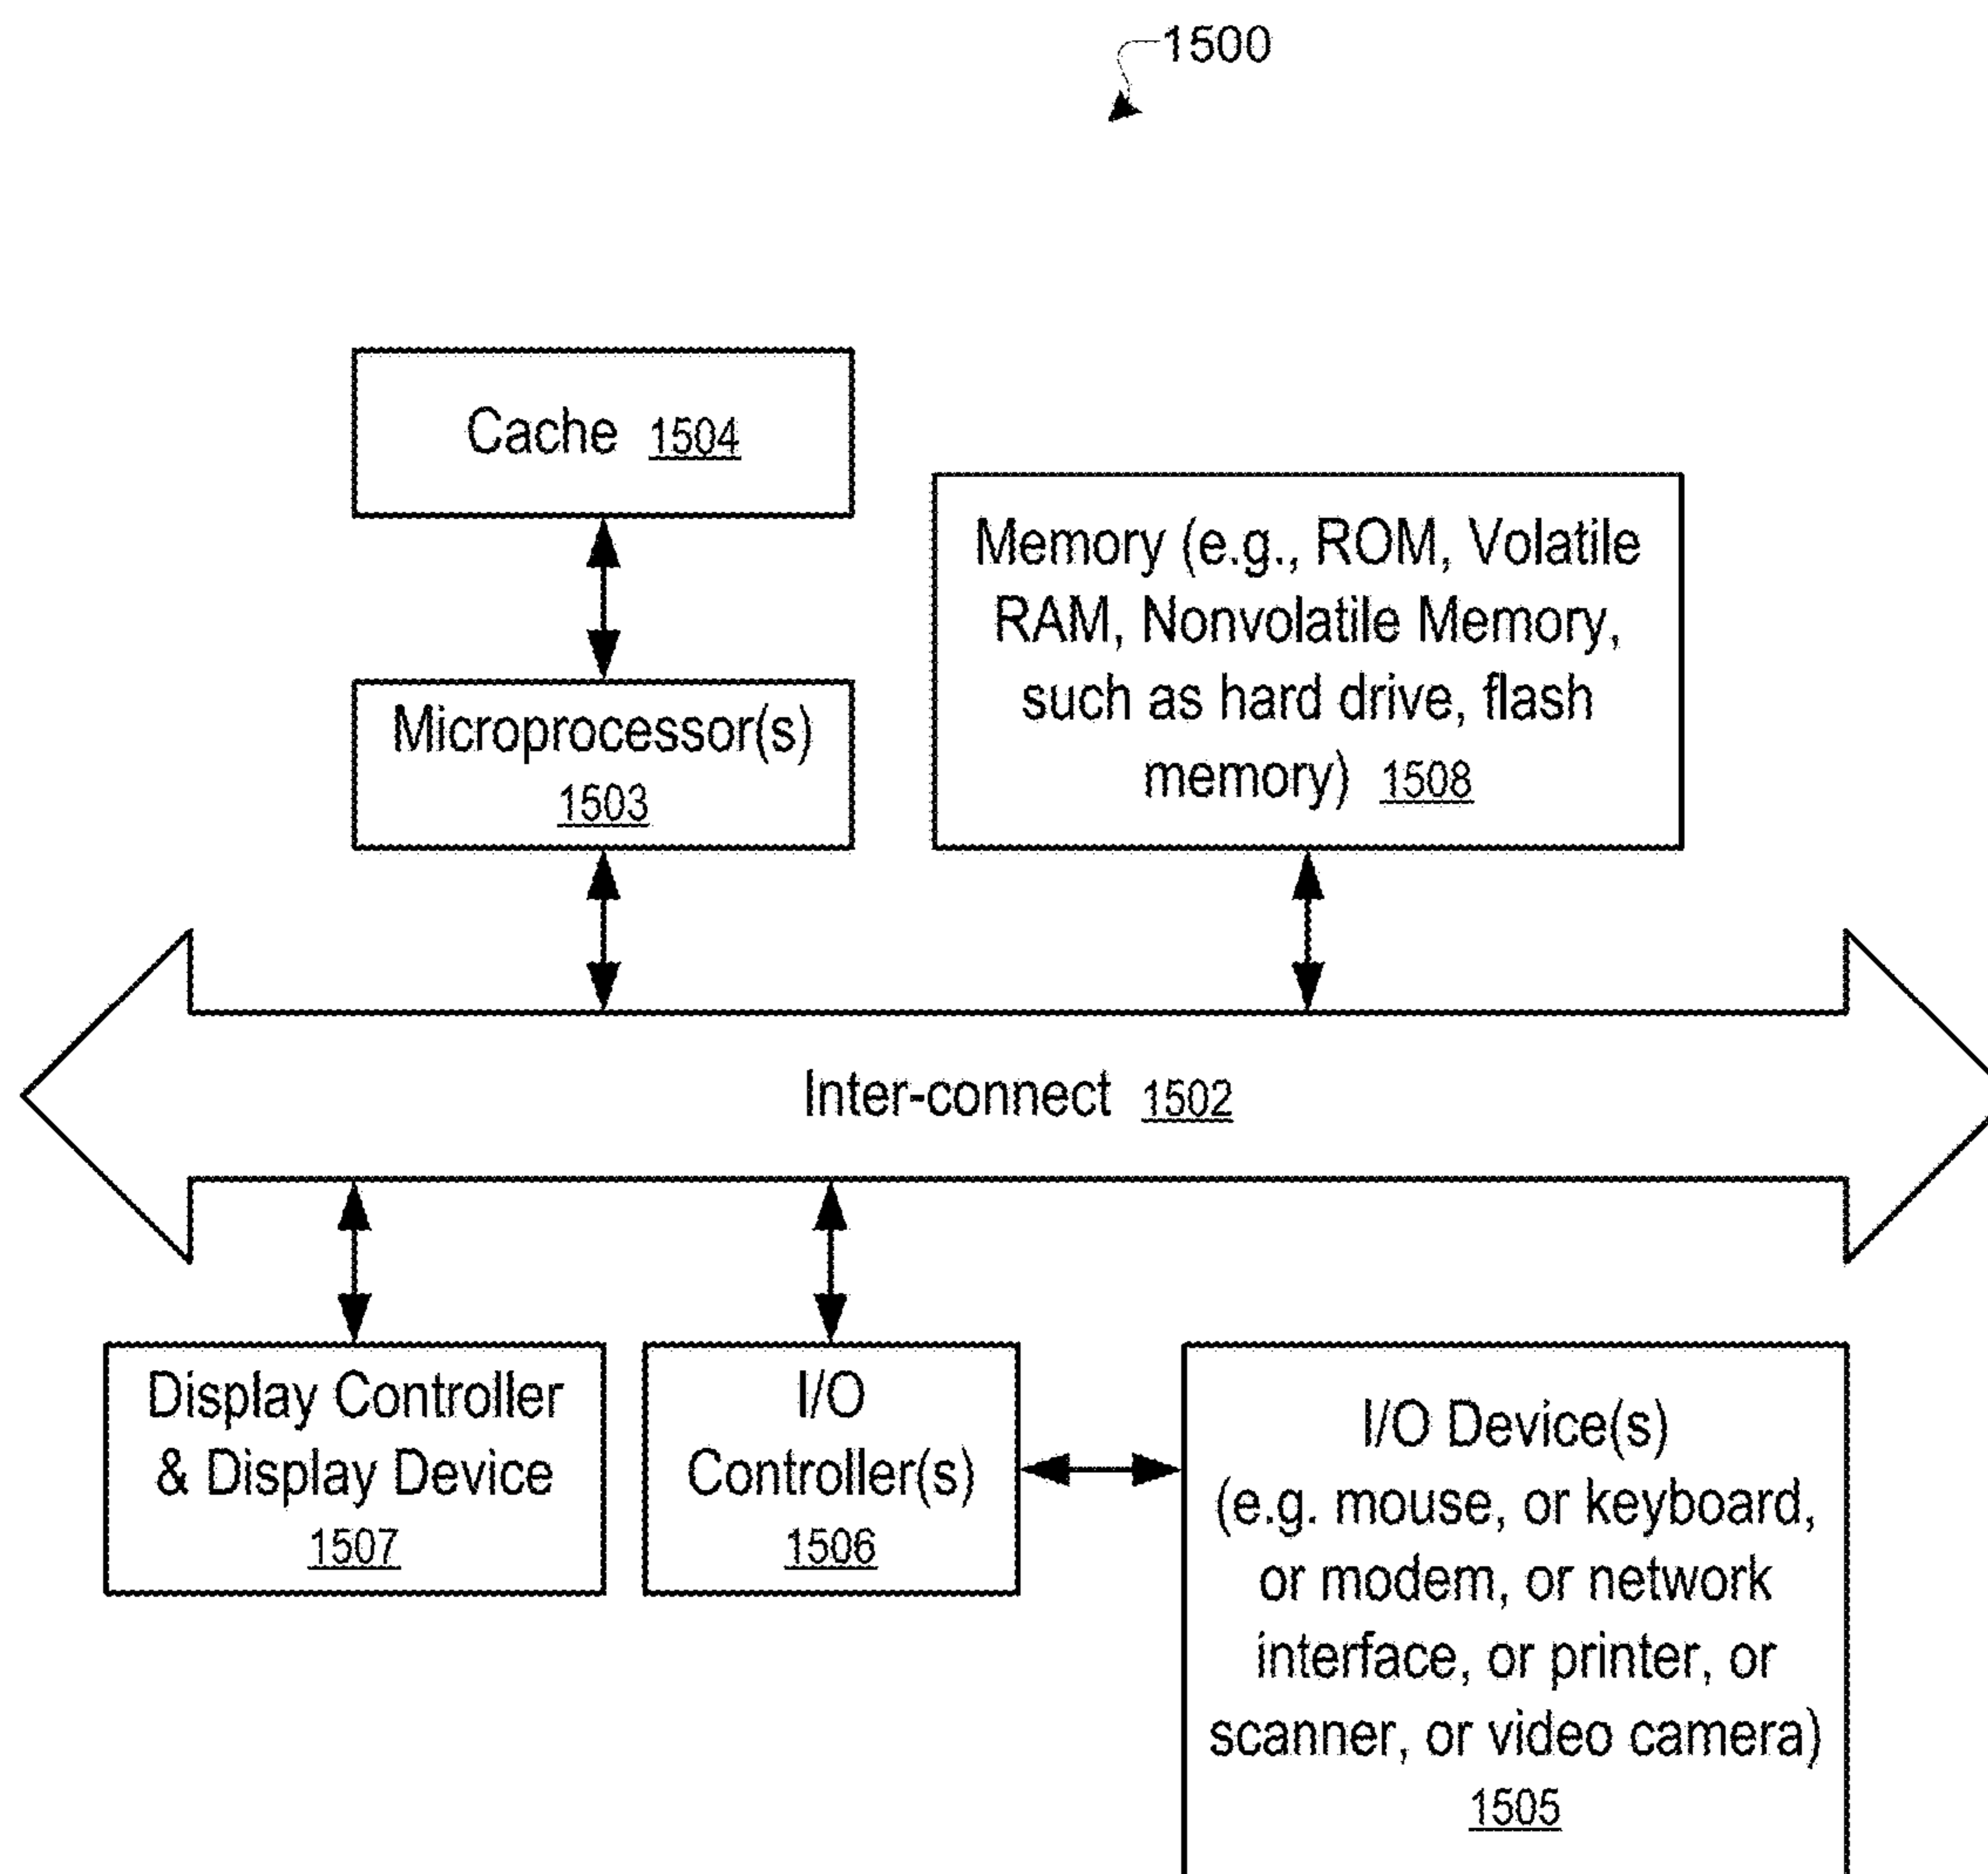 1500
Cache 1504
Memory (e.g., ROM, Volatile
RAM, Nonvolatile Memory,
such as hard drive, flash
memory) 1508
Microprocessor(s)
1503
Inter-connect 1502
Display Controller
& Display Device
1507
I/O
Controller(s)
1506
I/O Device(s)
(e.g. mouse, or keyboard,
or modem, or network
interface, or printer, or
scanner, or video camera)
1505